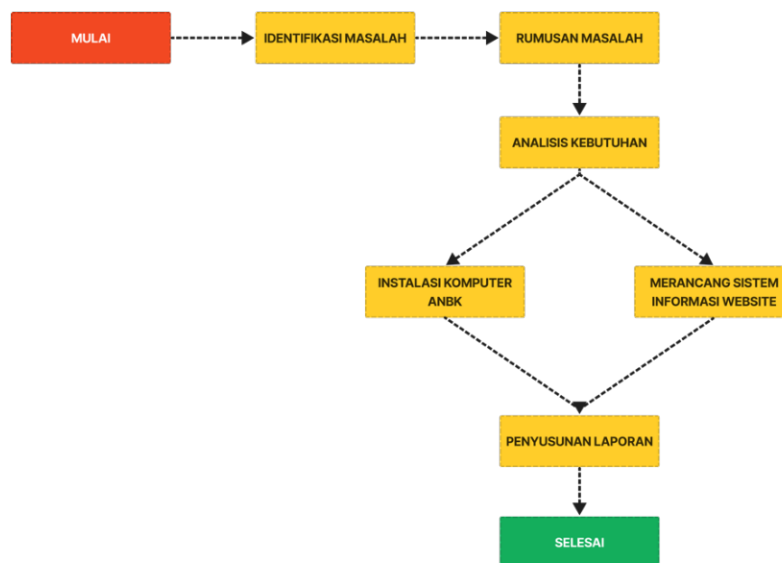 MULAI
IDENTIFIKASI MASALAH
RUMUSAN MASALAH
ANALISIS KEBUTUHAN
INSTALASI KOMPUTER
ANBK
MERANCANG SISTEM
INFORMASI WEBSITE
PENYUSUNAN LAPORAN
SELESAI